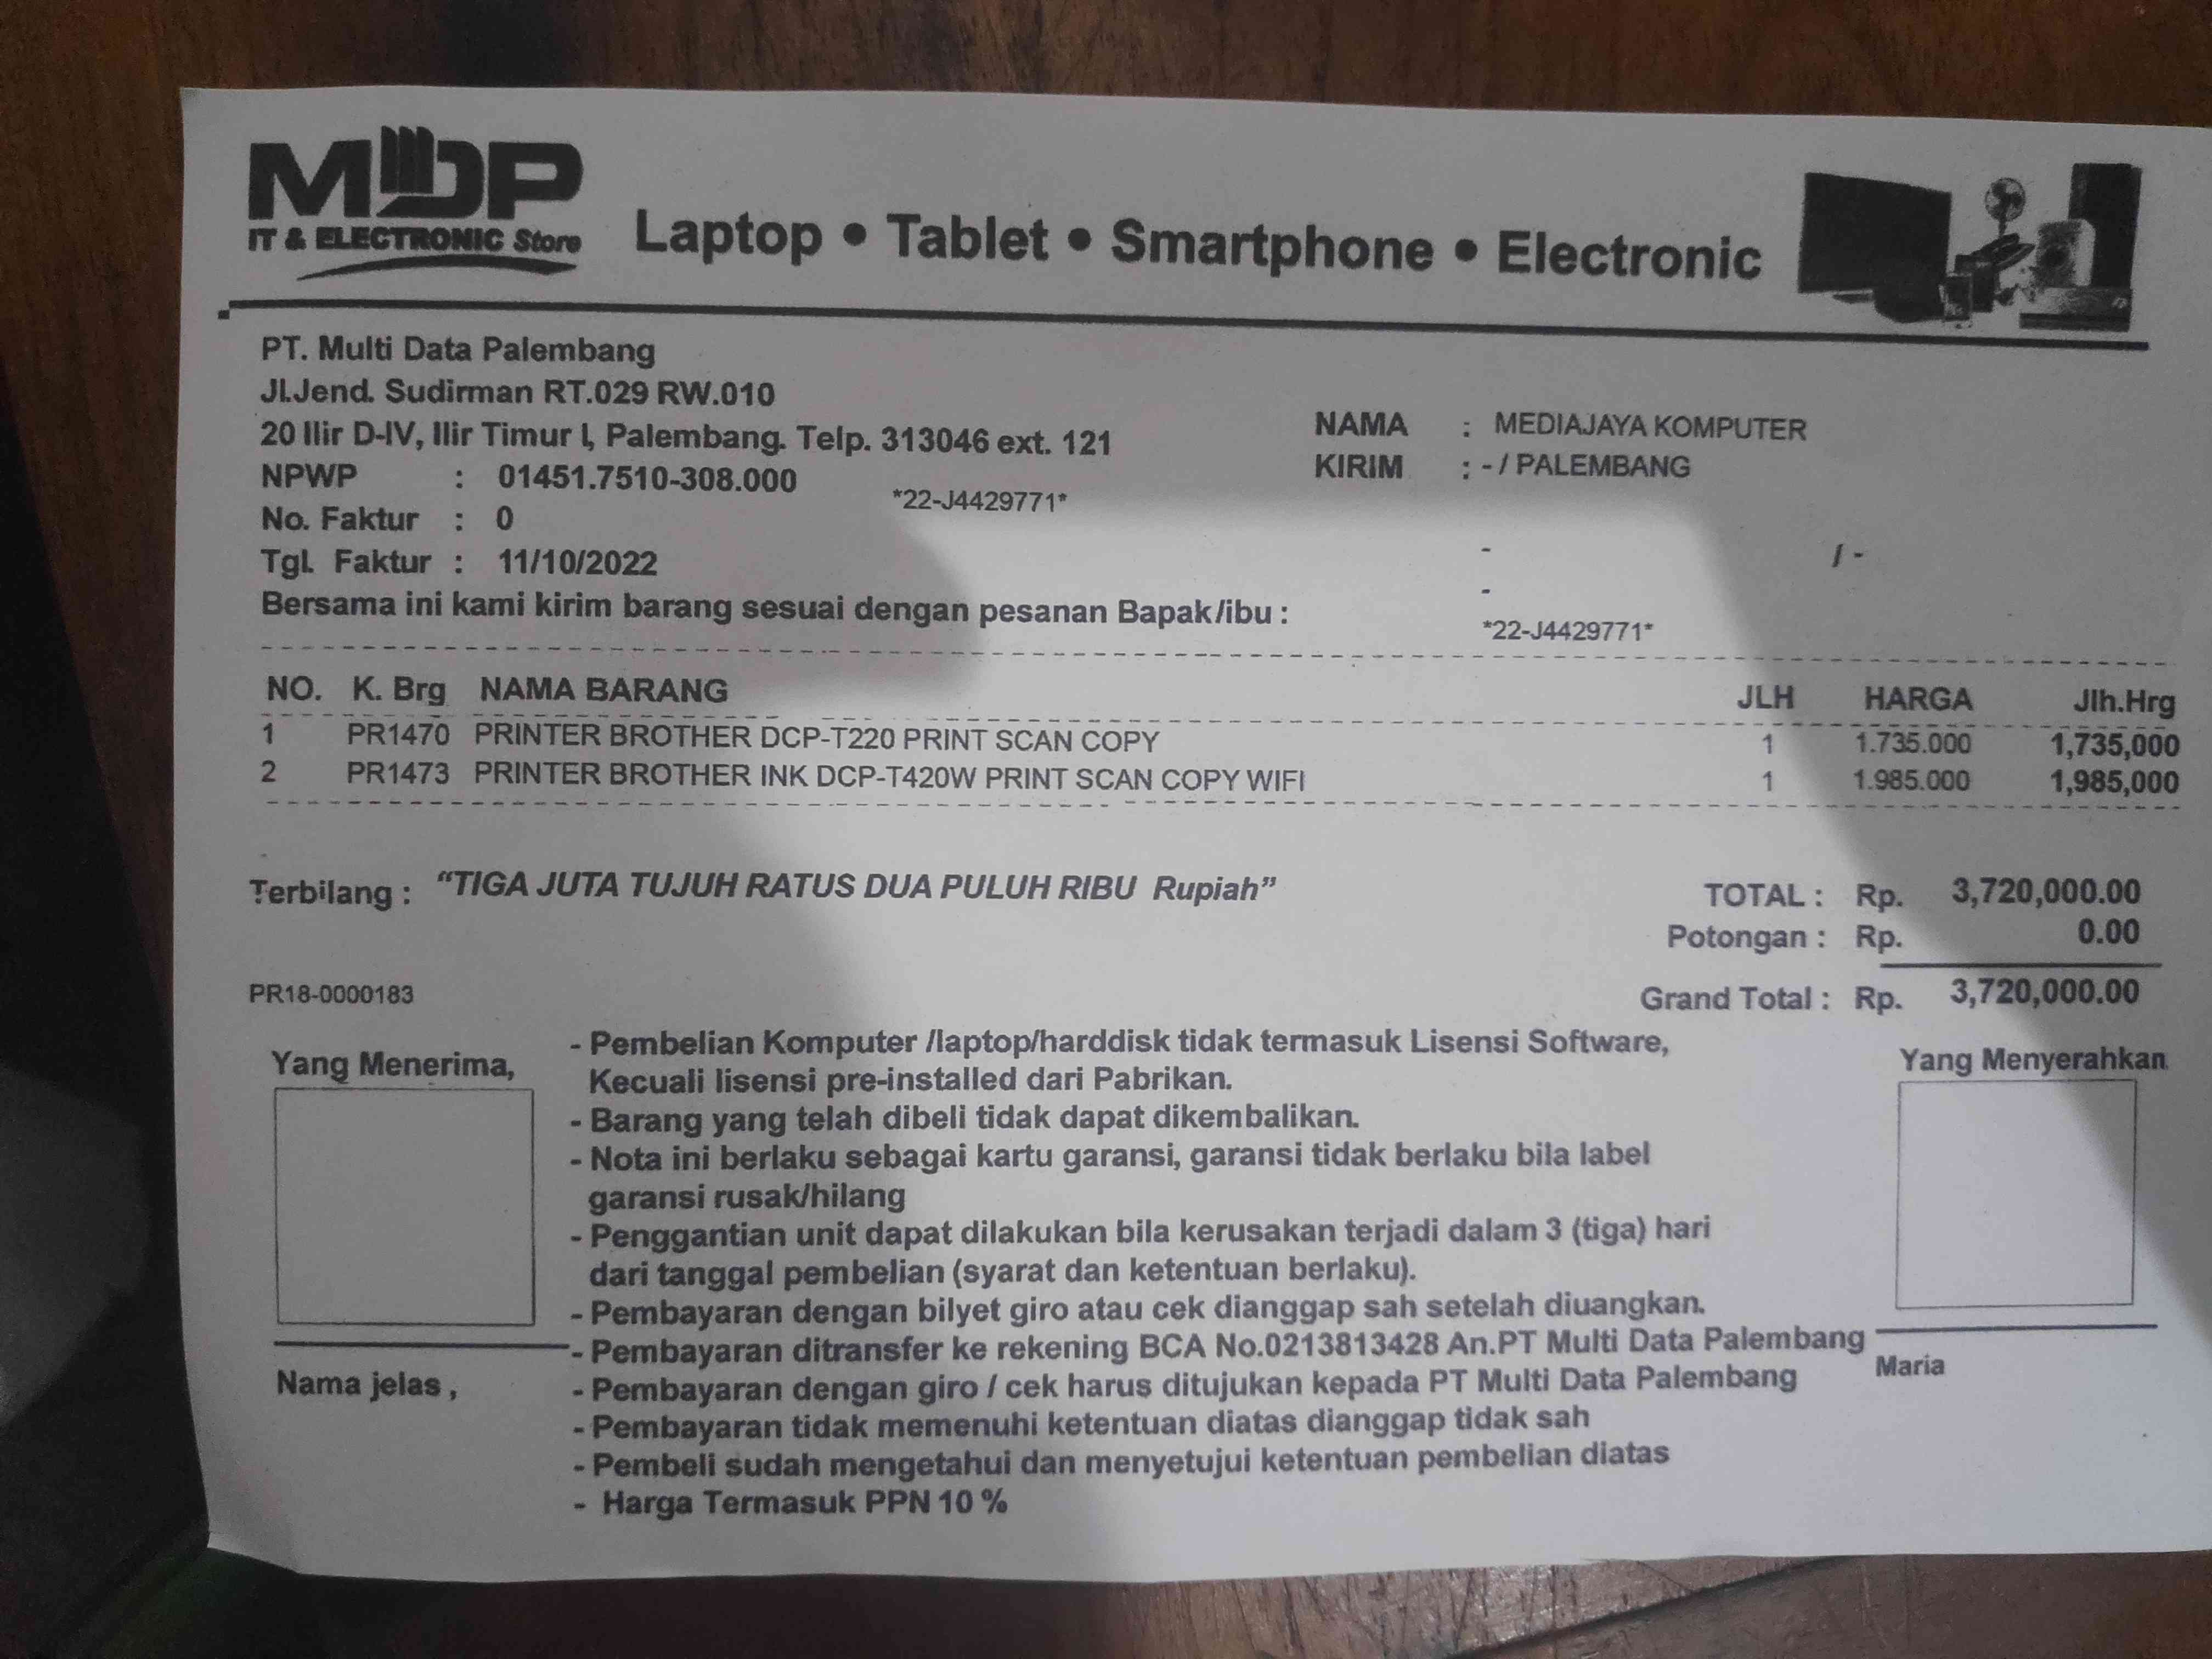 MDP
IT & ELECTRONIC Store
Laptop • Tablet • Smartphone • Electronic
PT. Multi Data Palembang
Jl.Jend. Sudirman RT.029 RW.010
20 Ilir D-IV, Ilir Timur I, Palembang. Telp. 313046 ext. 121
NPWP : 01451.7510-308.000
*22-J4429771*
No. Faktur : 0
Tgl. Faktur : 11/10/2022
NAMA : MEDIAJAYA KOMPUTER
KIRIM : - / PALEMBANG
- / -
-
Bersama ini kami kirim barang sesuai dengan pesanan Bapak/ibu :
*22-J4429771*
NO. K. Brg NAMA BARANG JLH HARGA Jlh.Hrg
1 PR1470 PRINTER BROTHER DCP-T220 PRINT SCAN COPY 1 1.735.000 1,735,000
2 PR1473 PRINTER BROTHER INK DCP-T420W PRINT SCAN COPY WIFI 1 1.985.000 1,985,000
Terbilang : “TIGA JUTA TUJUH RATUS DUA PULUH RIBU Rupiah”
TOTAL : Rp. 3,720,000.00
Potongan : Rp. 0.00
Grand Total : Rp. 3,720,000.00
PR18-0000183
Yang Menerima,
Nama jelas ,
- Pembelian Komputer /laptop/harddisk tidak termasuk Lisensi Software,
Kecuali lisensi pre-installed dari Pabrikan.
- Barang yang telah dibeli tidak dapat dikembalikan.
- Nota ini berlaku sebagai kartu garansi, garansi tidak berlaku bila label
garansi rusak/hilang
- Penggantian unit dapat dilakukan bila kerusakan terjadi dalam 3 (tiga) hari
dari tanggal pembelian (syarat dan ketentuan berlaku).
- Pembayaran dengan bilyet giro atau cek dianggap sah setelah diuangkan.
- Pembayaran ditransfer ke rekening BCA No.0213813428 An.PT Multi Data Palembang
- Pembayaran dengan giro / cek harus ditujukan kepada PT Multi Data Palembang
- Pembayaran tidak memenuhi ketentuan diatas dianggap tidak sah
- Pembeli sudah mengetahui dan menyetujui ketentuan pembelian diatas
- Harga Termasuk PPN 10 %
Yang Menyerahkan
Maria